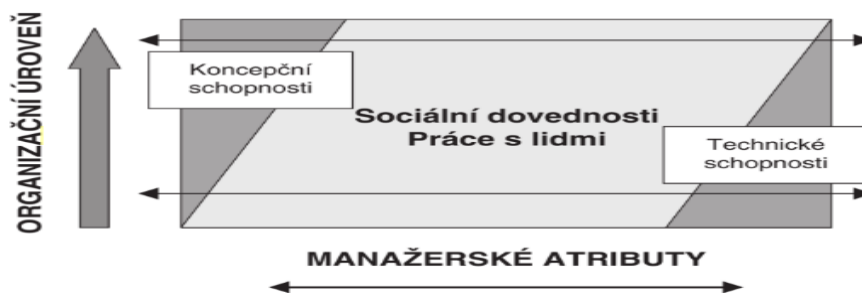 ORGANIZAČNÍ ÚROVEŇ
Koncepční
schopnosti
Sociální dovednosti
Práce s lidmi
Technické
schopnosti
MANAŽERSKÉ ATRIBUTY